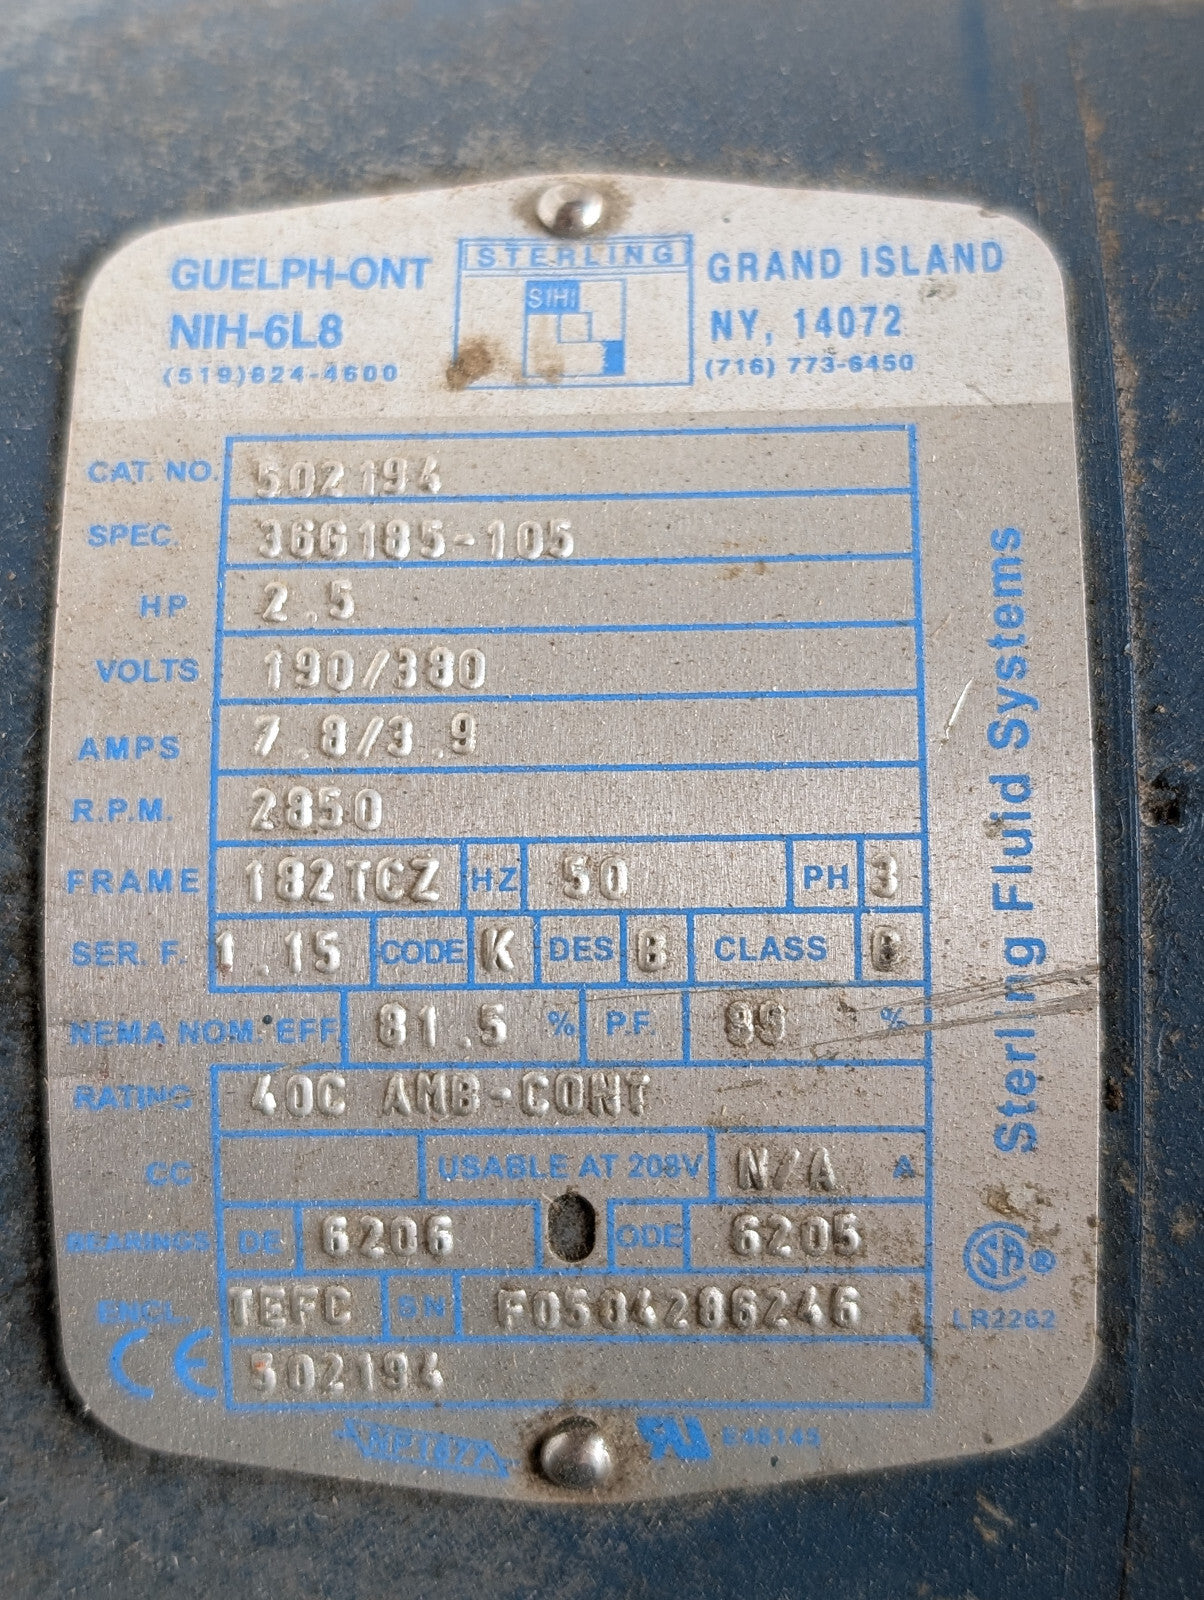 GUELPH-ONT
NIH-6L8
(519)824-4600
STERLING
SIHI
GRAND ISLAND
NY, 14072
(716) 773-6450
CAT. NO. 502194
SPEC. 36G185-105
HP 2.5
VOLTS 190/380
AMPS 7.8/3.9
R.P.M. 2850
FRAME 182TCZ HZ 50 PH 3
SER. F. 1.15 CODE K DES B CLASS
NEMA NOM. EFF. 81.5 % P.F. %
RATING 40C AMB-CONT
CC USABLE AT 208V N/A A
BEARINGS DE 6206 ODE 6205
ENCL. TEFC SN F0504286246
CE 502194
Sterling Fluid Systems
SA ®
LR2262
E46145